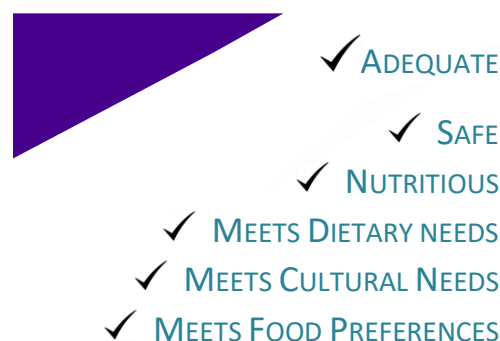 ✓ ADEQUATE
✓ SAFE
✓ NUTRITIOUS
✓ MEETS DIETARY NEEDS
✓ MEETS CULTURAL NEEDS
✓ MEETS FOOD PREFERENCES